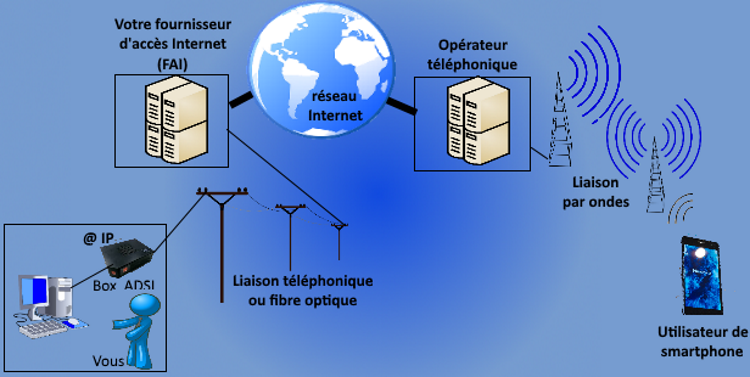 Votre fournisseur
d'accès Internet
(FAI)
réseau
Internet
Opérateur
téléphonique
Liaison
par ondes
@ IP
Box ADSL
Vous
Liaison téléphonique
ou fibre optique
Utilisateur de
smartphone